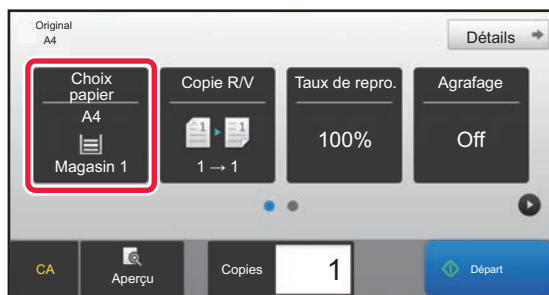 Original
A4
Détails
Choix
papier
A4
Magasin 1
Copie R/V
1 → 1
Taux de repro.
100%
Agrafage
Off
CA
Aperçu
Copies
1
Départ